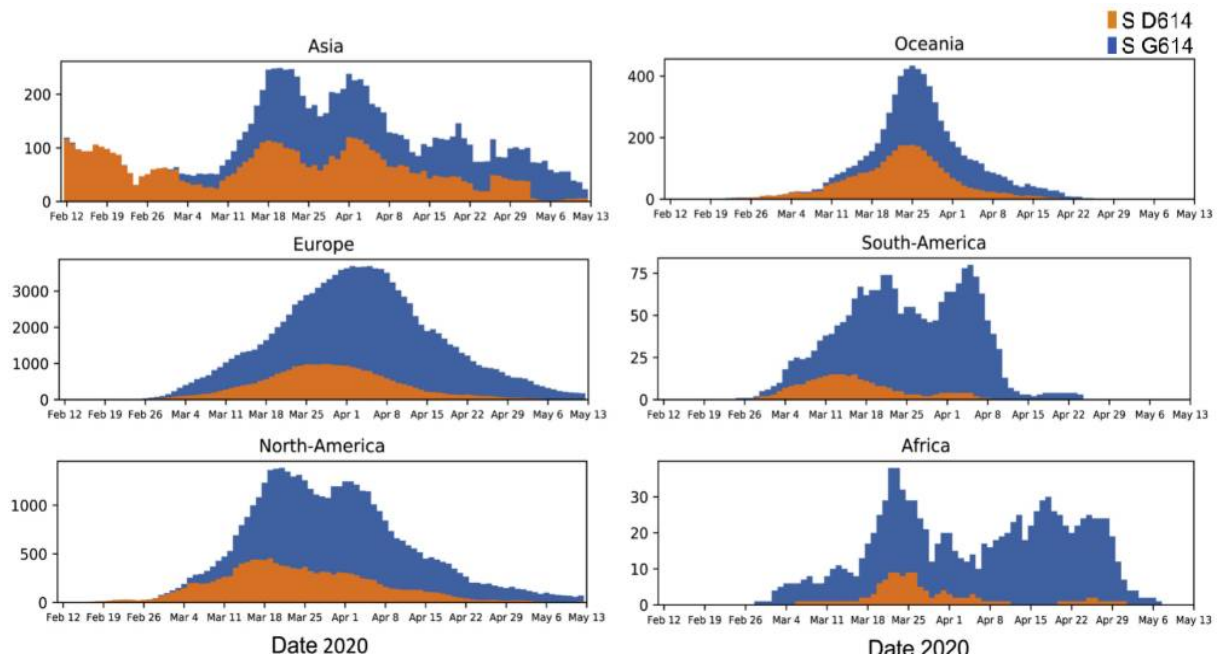 S D614
S G614
Asia
200
100
0
Feb 12 Feb 19 Feb 26 Mar 4 Mar 11 Mar 18 Mar 25 Apr 1 Apr 8 Apr 15 Apr 22 Apr 29 May 6 May 13
Oceania
400
200
0
Feb 12 Feb 19 Feb 26 Mar 4 Mar 11 Mar 18 Mar 25 Apr 1 Apr 8 Apr 15 Apr 22 Apr 29 May 6 May 13
Europe
3000
2000
1000
0
Feb 12 Feb 19 Feb 26 Mar 4 Mar 11 Mar 18 Mar 25 Apr 1 Apr 8 Apr 15 Apr 22 Apr 29 May 6 May 13
South-America
75
50
25
0
Feb 12 Feb 19 Feb 26 Mar 4 Mar 11 Mar 18 Mar 25 Apr 1 Apr 8 Apr 15 Apr 22 Apr 29 May 6 May 13
North-America
1000
500
0
Feb 12 Feb 19 Feb 26 Mar 4 Mar 11 Mar 18 Mar 25 Apr 1 Apr 8 Apr 15 Apr 22 Apr 29 May 6 May 13
Date 2020
Africa
30
20
10
0
Feb 12 Feb 19 Feb 26 Mar 4 Mar 11 Mar 18 Mar 25 Apr 1 Apr 8 Apr 15 Apr 22 Apr 29 May 6 May 13
Date 2020